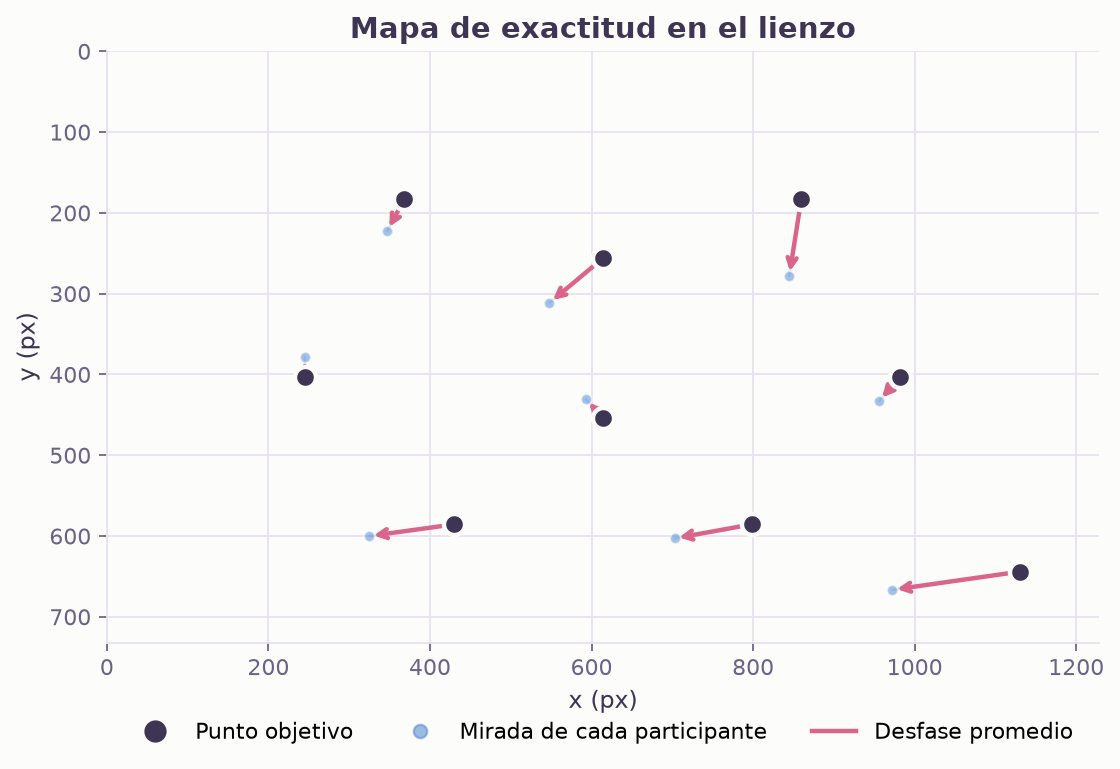 Mapa de exactitud en el lienzo
0
100
200
300
400
500
600
700
y (px)
0 200 400 600 800 1000 1200
x (px)
Punto objetivo Mirada de cada participante Desfase promedio